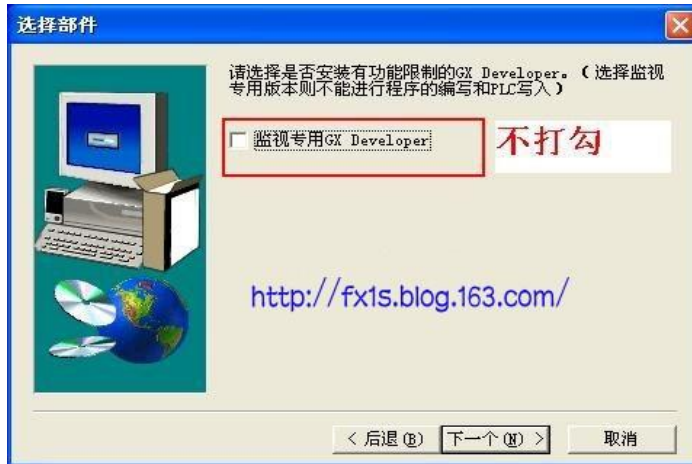 选择部件
请选择是否安装有功能限制的GX Developer。（选择监视
专用版本则不能进行程序的编写和PLC写入）
监视专用GX Developer
不打勾
http://fx1s.blog.163.com/
< 后退(B)
下一个(N) >
取消